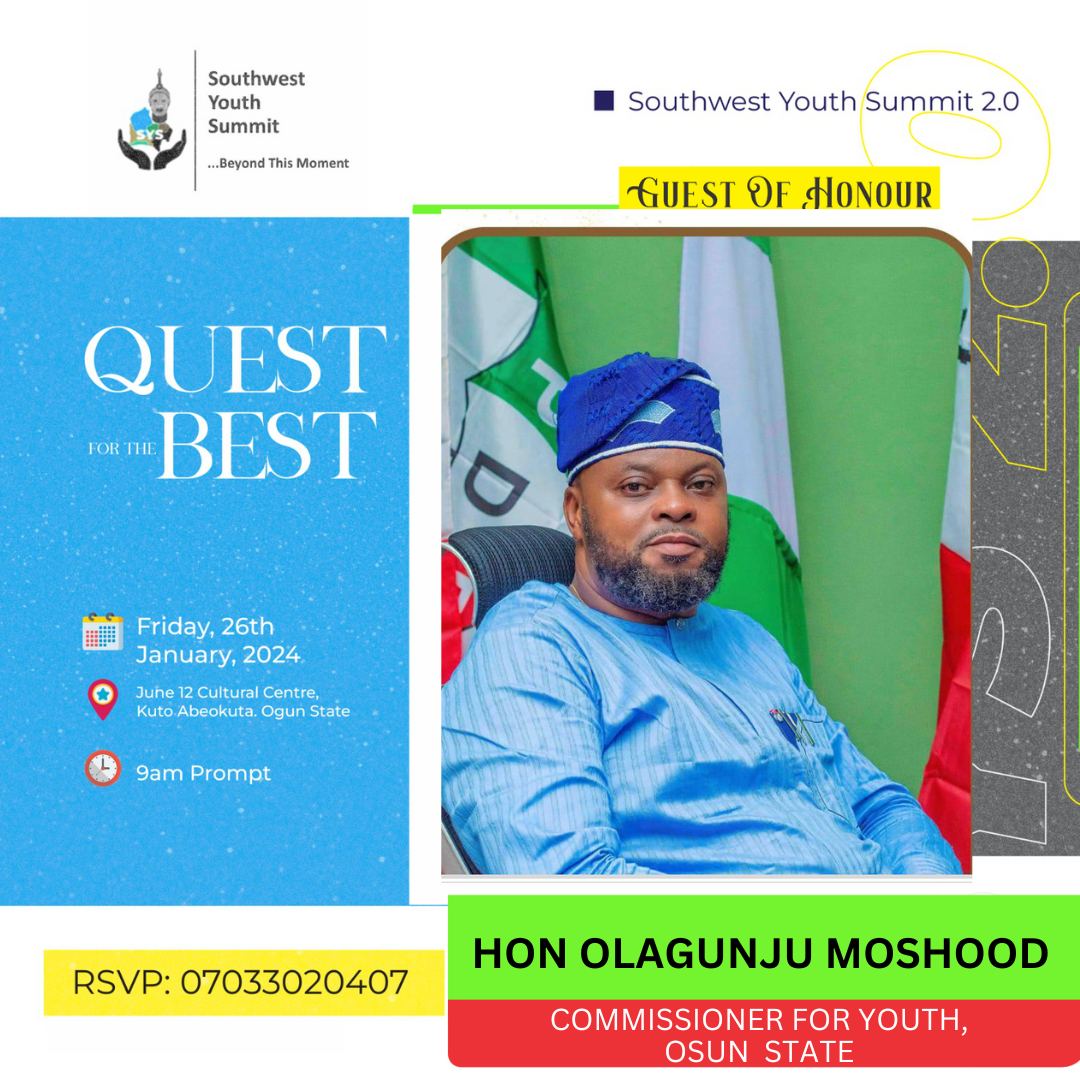 Southwest
Youth
Summit
...Beyond This Moment
SYS
Southwest Youth Summit 2.0
GUEST OF HONOUR
QUEST
FOR THE BEST
Friday, 26th
January, 2024
June 12 Cultural Centre,
Kuto Abeokuta. Ogun State
9am Prompt
P
D
RSVP: 07033020407
HON OLAGUNJU MOSHOOD
COMMISSIONER FOR YOUTH,
OSUN STATE